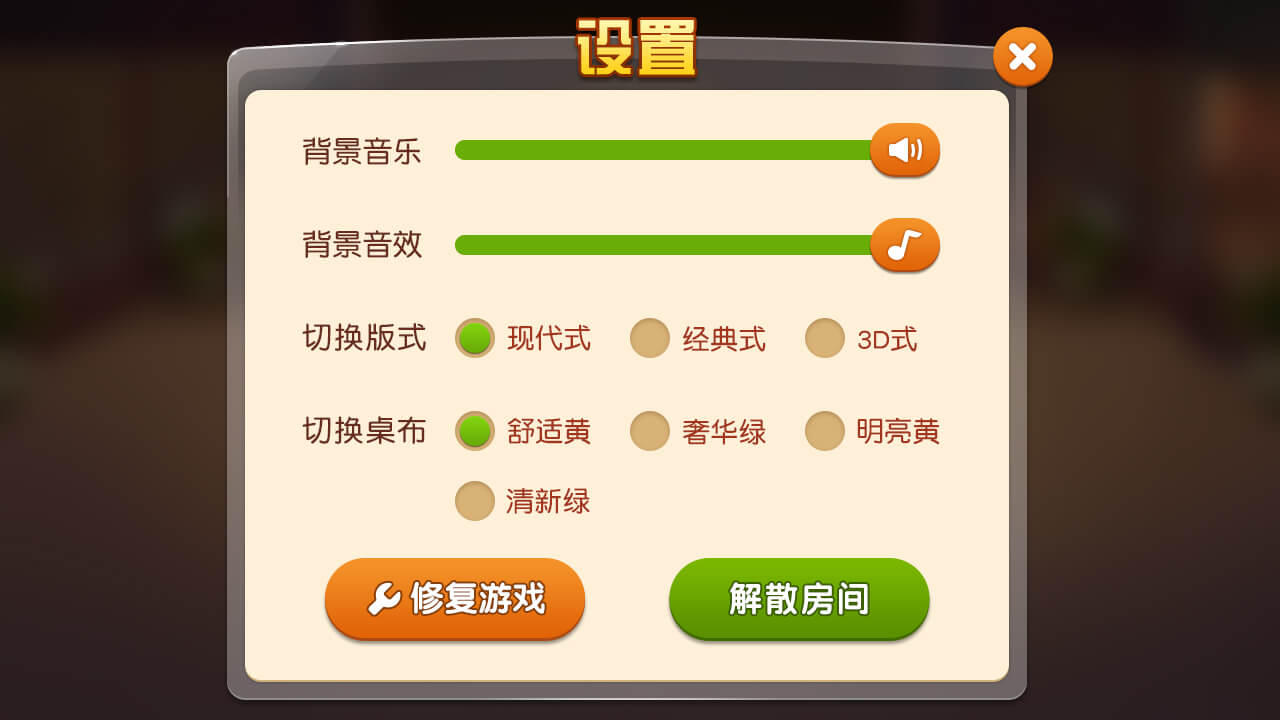 设置
背景音乐
背景音效
切换版式 现代式 经典式 3D式
切换桌布 舒适黄 奢华绿 明亮黄
清新绿
修复游戏 解散房间